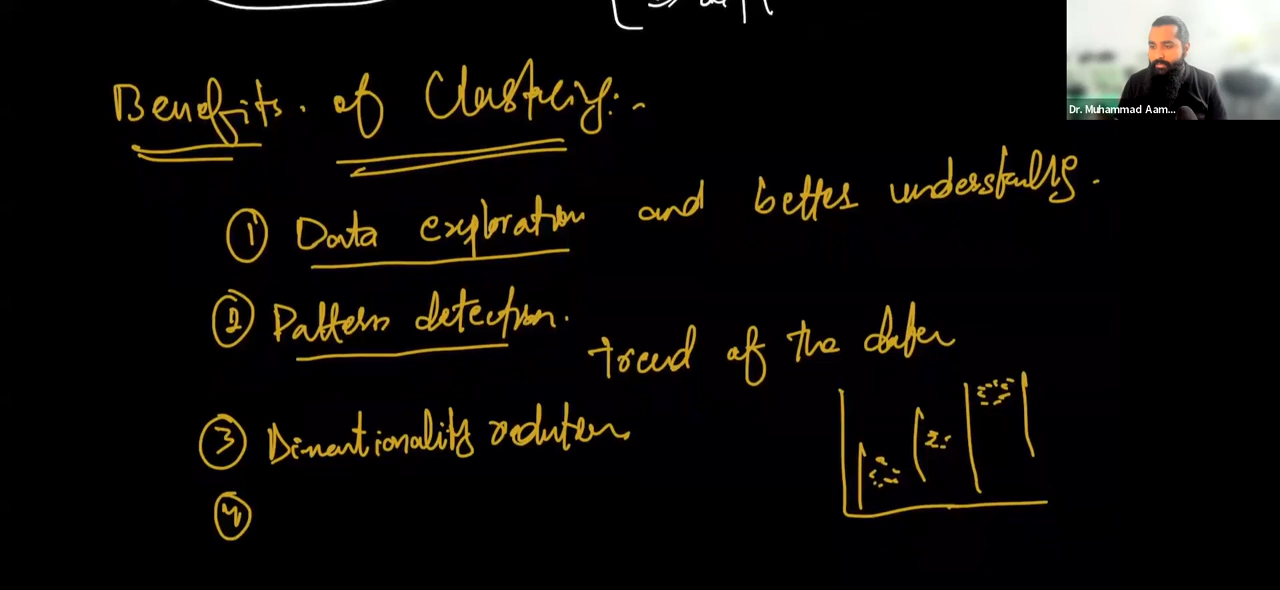 Benefits. of Clustering:-
① Data exploration and better understanding.
② Pattern detection.
trend of the data
③ Dimentionality reduction
④
Dr. Muhammad Aam...